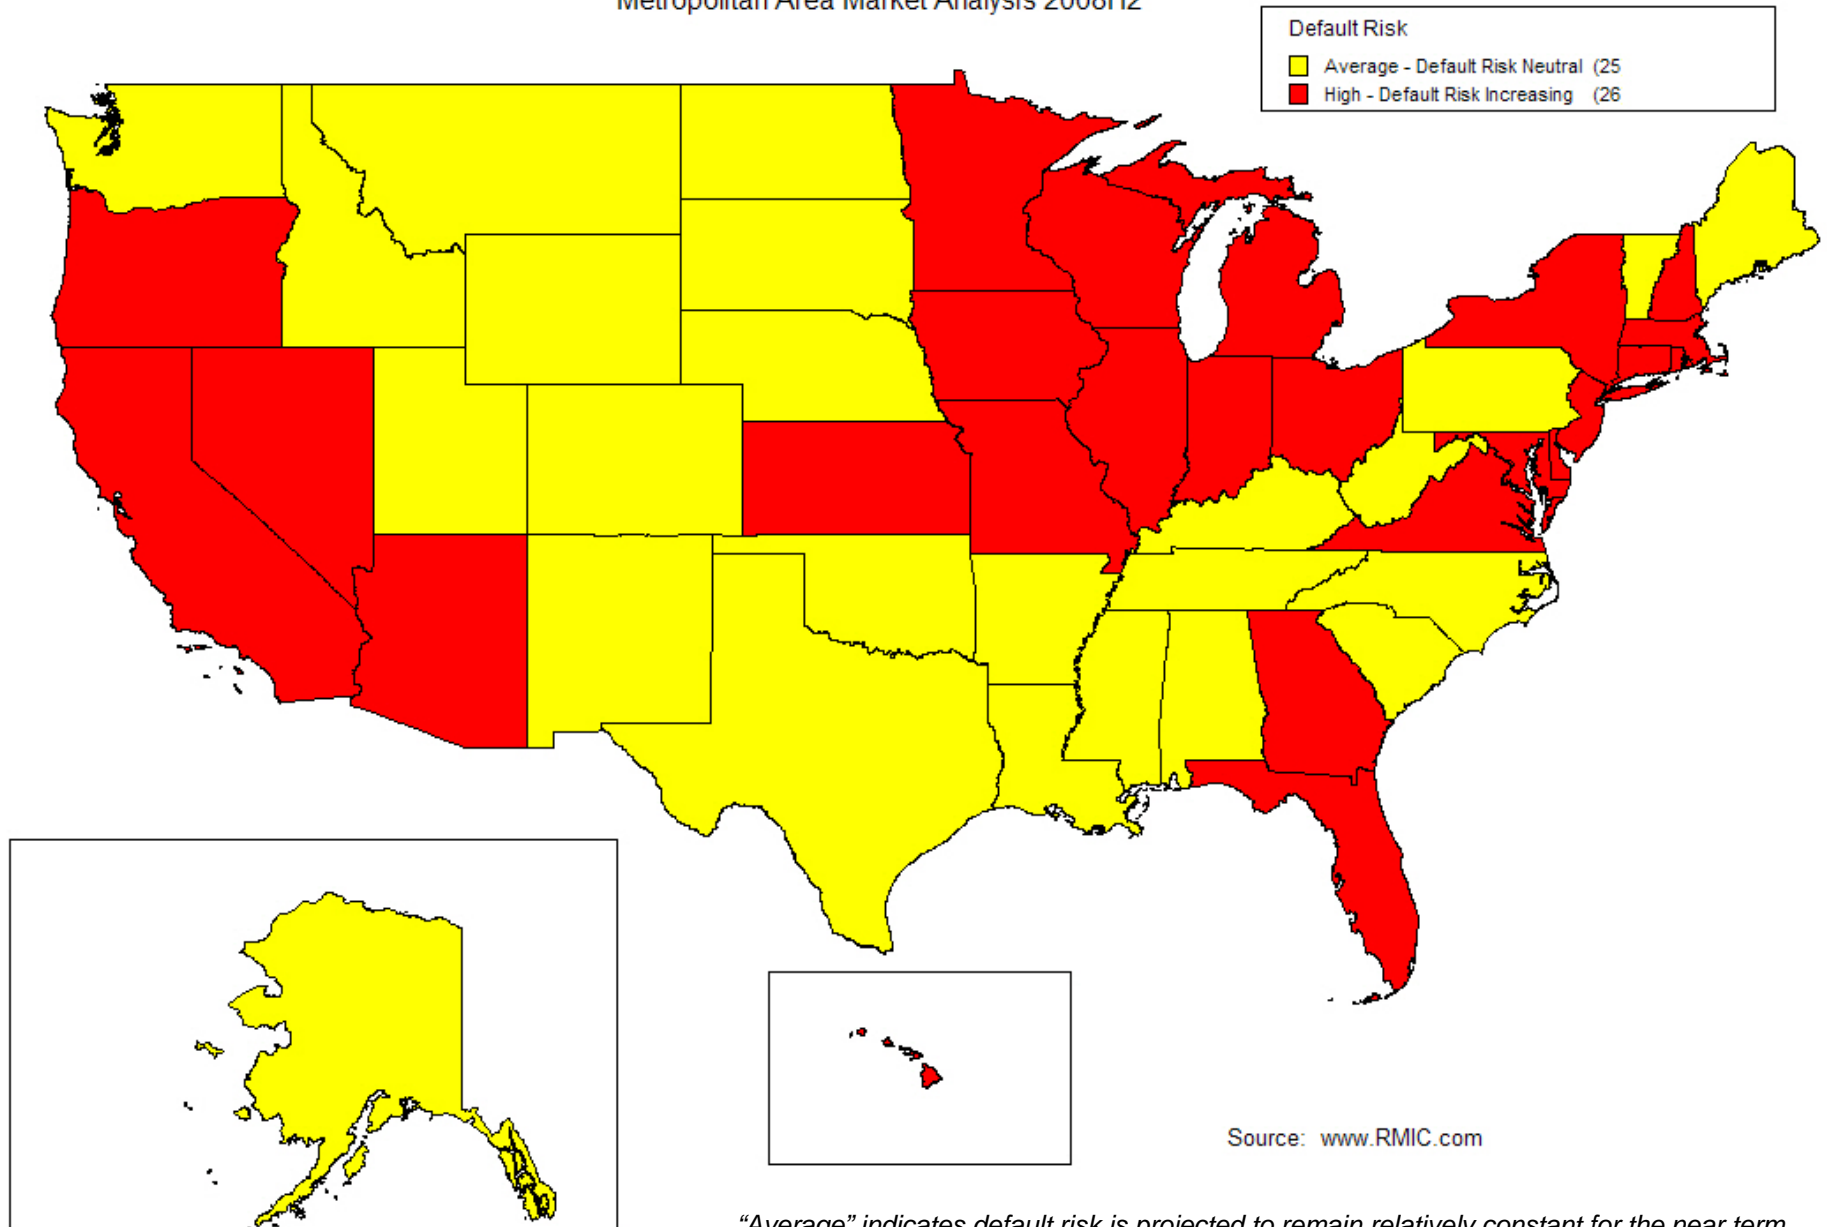 Metropolitan Area Market Analysis 2008H2
Default Risk
Average - Default Risk Neutral (25
High - Default Risk Increasing (26
Source: www.RMIC.com
“Average” indicates default risk is projected to remain relatively constant for the near term